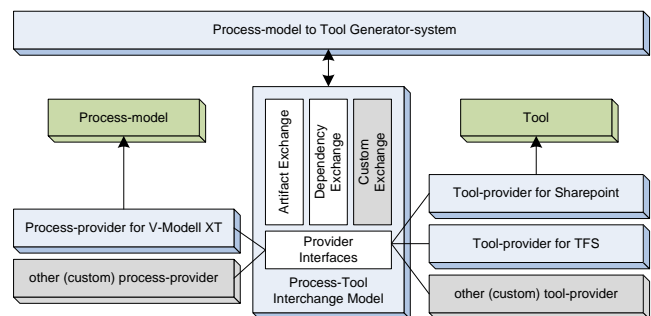 Process-model to Tool Generator-system
Process-model
Tool
Artifact Exchange
Dependency
Exchange
Custom
Exchange
Process-provider for V-Modell XT
other (custom) process-provider
Provider
Interfaces
Process-Tool
Interchange Model
Tool-provider for Sharepoint
Tool-provider for TFS
other (custom) tool-provider